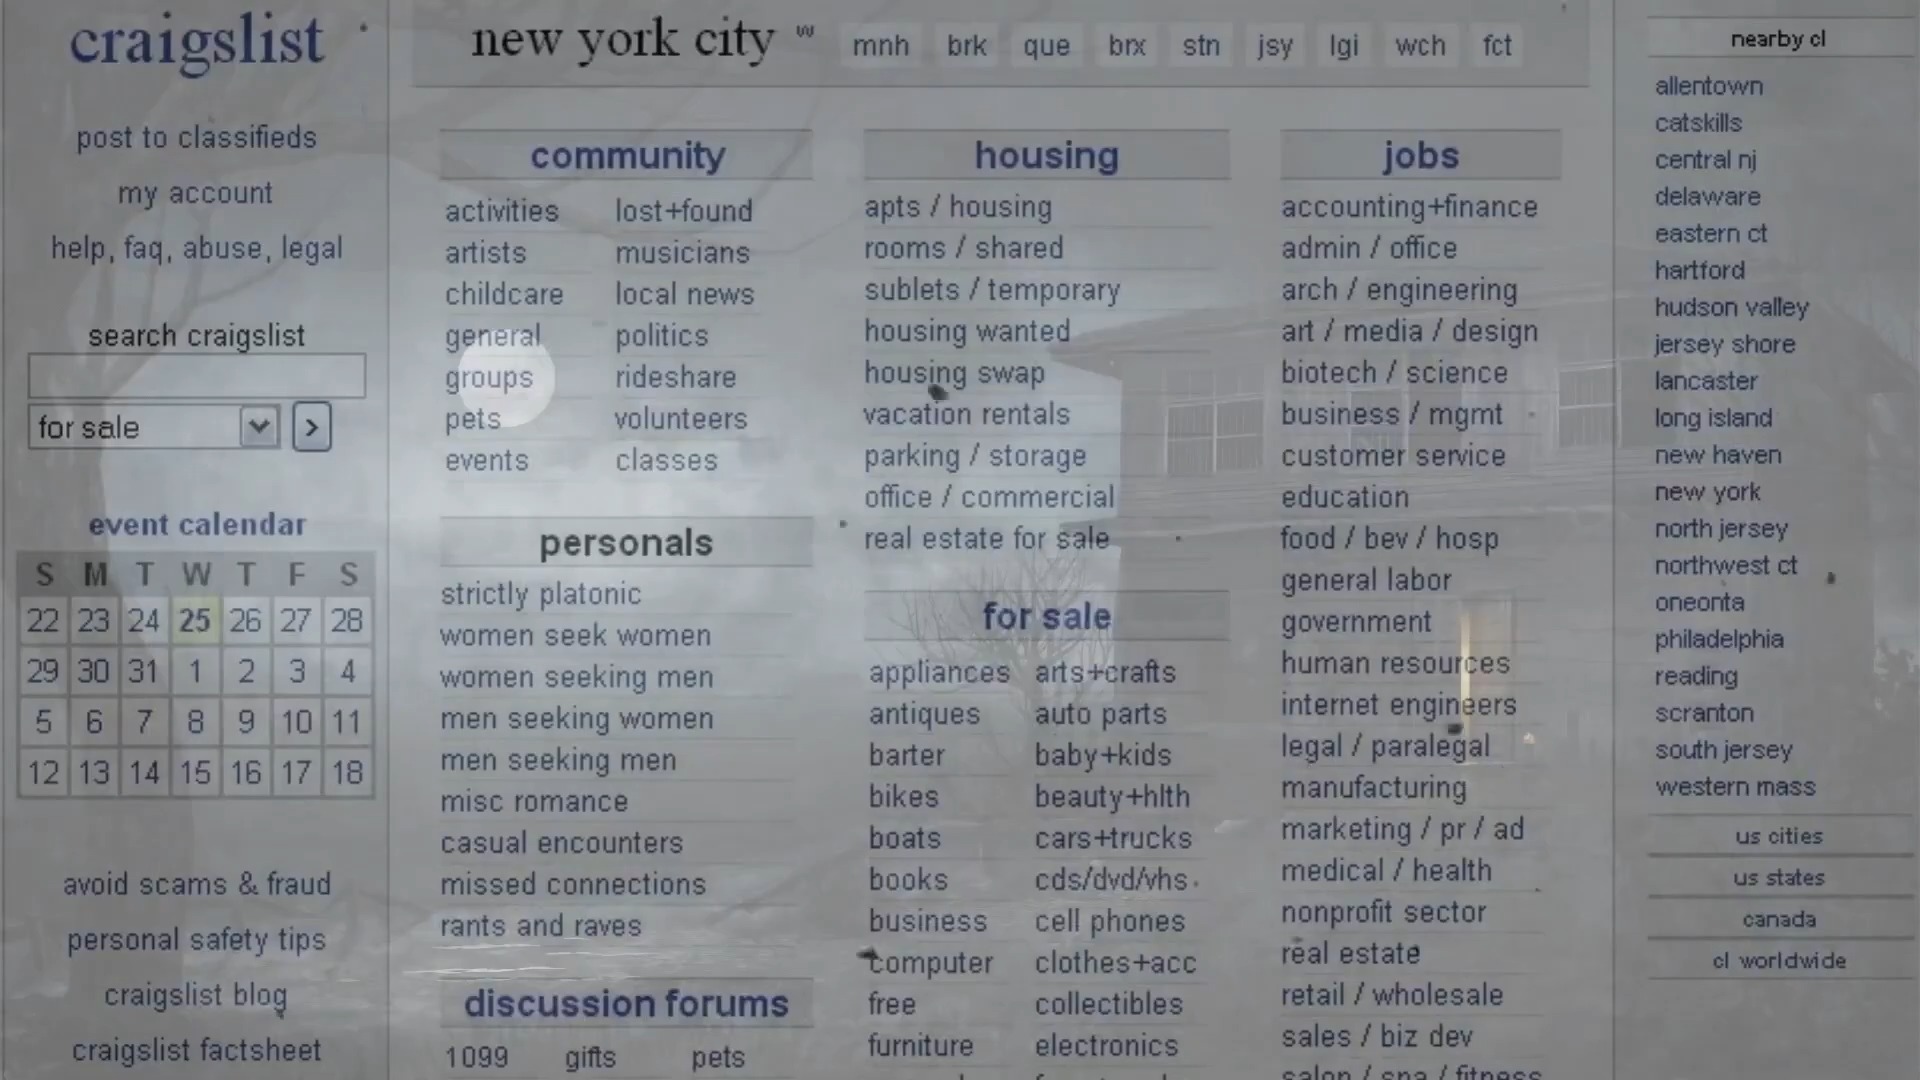 craigslist
post to classifieds
my account
help, faq, abuse, legal
search craigslist
for sale
>
event calendar
S M T W T F S
22 23 24 25 26 27 28
29 30 31 1 2 3 4
5 6 7 8 9 10 11
12 13 14 15 16 17 18
avoid scams & fraud
personal safety tips
craigslist blog
craigslist factsheet
new york city w mnh brk que brx stn jsy lgi wch fct
community
activities lost+found
artists musicians
childcare local news
general politics
groups rideshare
pets volunteers
events classes
personals
strictly platonic
women seek women
women seeking men
men seeking women
men seeking men
misc romance
casual encounters
missed connections
rants and raves
discussion forums
1099 gifts pets
housing
apts / housing
rooms / shared
sublets / temporary
housing wanted
housing swap
vacation rentals
parking / storage
office / commercial
real estate for sale
for sale
appliances arts+crafts
antiques auto parts
barter baby+kids
bikes beauty+hlth
boats cars+trucks
books cds/dvd/vhs
business cell phones
computer clothes+acc
free collectibles
furniture electronics
jobs
accounting+finance
admin / office
arch / engineering
art / media / design
biotech / science
business / mgmt
customer service
education
food / bev / hosp
general labor
government
human resources
internet engineers
legal / paralegal
manufacturing
marketing / pr / ad
medical / health
nonprofit sector
real estate
retail / wholesale
sales / biz dev
salon / spa / fitness
nearby cl
allentown
catskills
central nj
delaware
eastern ct
hartford
hudson valley
jersey shore
lancaster
long island
new haven
new york
north jersey
northwest ct
oneonta
philadelphia
reading
scranton
south jersey
western mass
us cities
us states
canada
cl worldwide